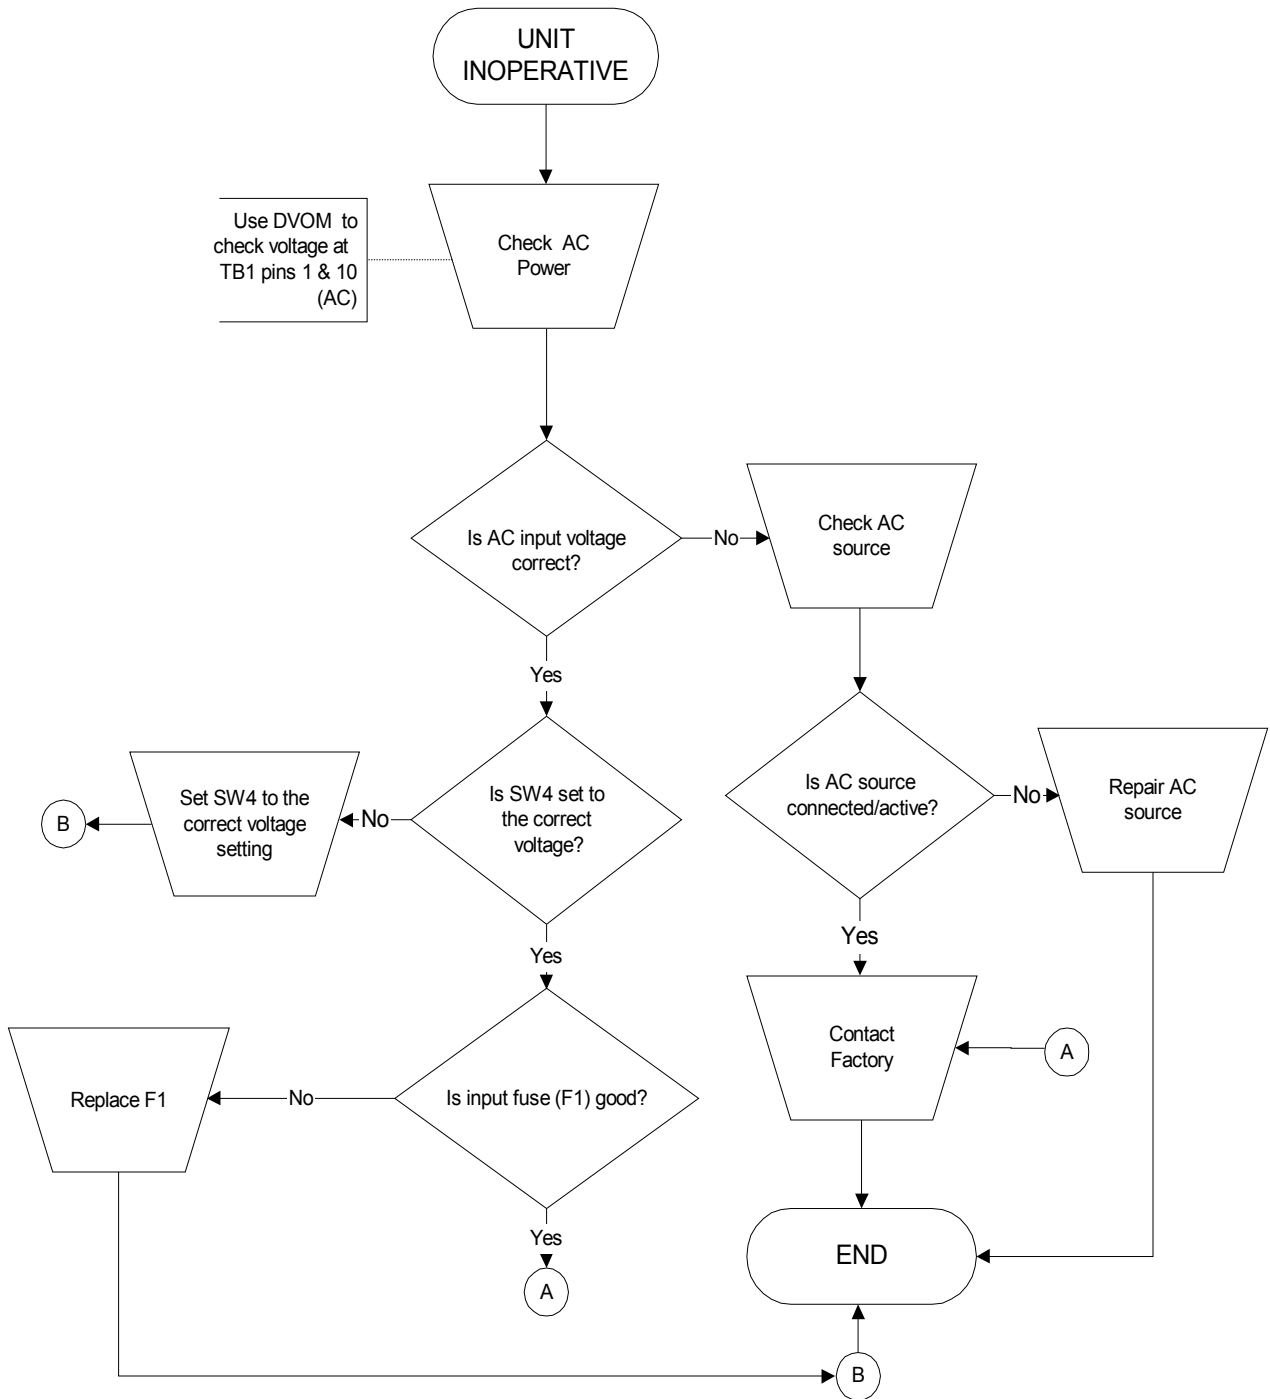 UNIT
INOPERATIVE
Use DVOM to
check voltage at
TB1 pins 1 & 10
(AC)
Check AC
Power
Is AC input voltage
correct?
No
Check AC
source
Yes
Set SW4 to the
correct voltage
setting
B
No
Is SW4 set to
the correct
voltage?
Is AC source
connected/active?
No
Repair AC
source
Yes
Yes
Contact
Factory
A
Replace F1
No
Is input fuse (F1) good?
Yes
A
END
B